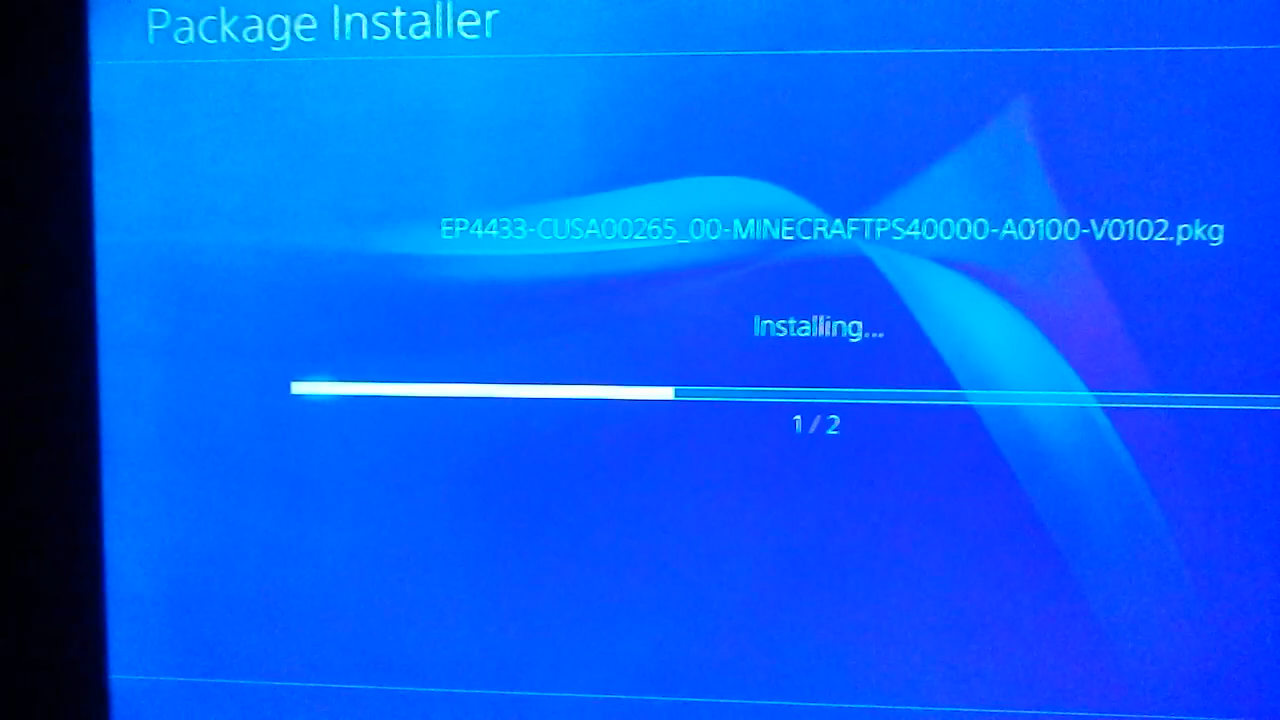 Package Installer
EP4433-CUSA00265_00-MINECRAFTPS40000-A0100-V0102.pkg
Installing...
1 / 2